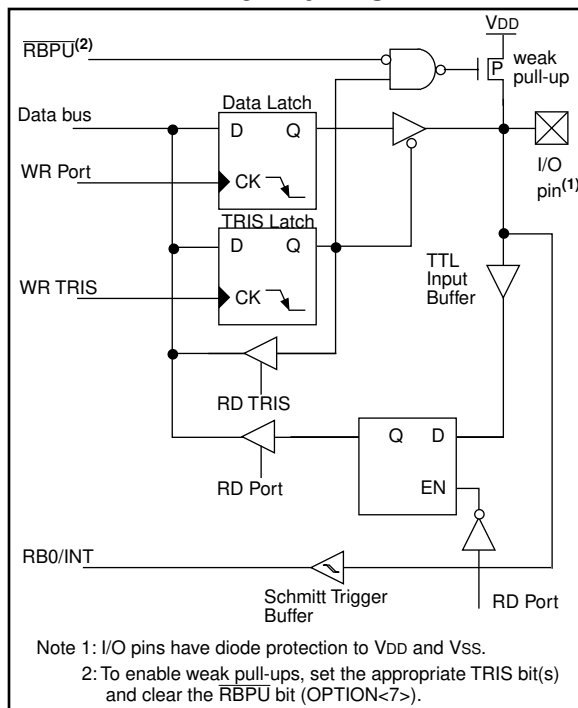 VDD
RBPU(2)
P
weak
pull-up
Data Latch
Data bus
D Q
I/O
pin(1)
WR Port
CK
TRIS Latch
D Q
TTL
Input
Buffer
WR TRIS
CK
RD TRIS
Q D
RD Port
EN
RB0/INT
Schmitt Trigger
Buffer
RD Port
Note 1: I/O pins have diode protection to VDD and VSS.
2: To enable weak pull-ups, set the appropriate TRIS bit(s)
and clear the RBPU bit (OPTION<7>).